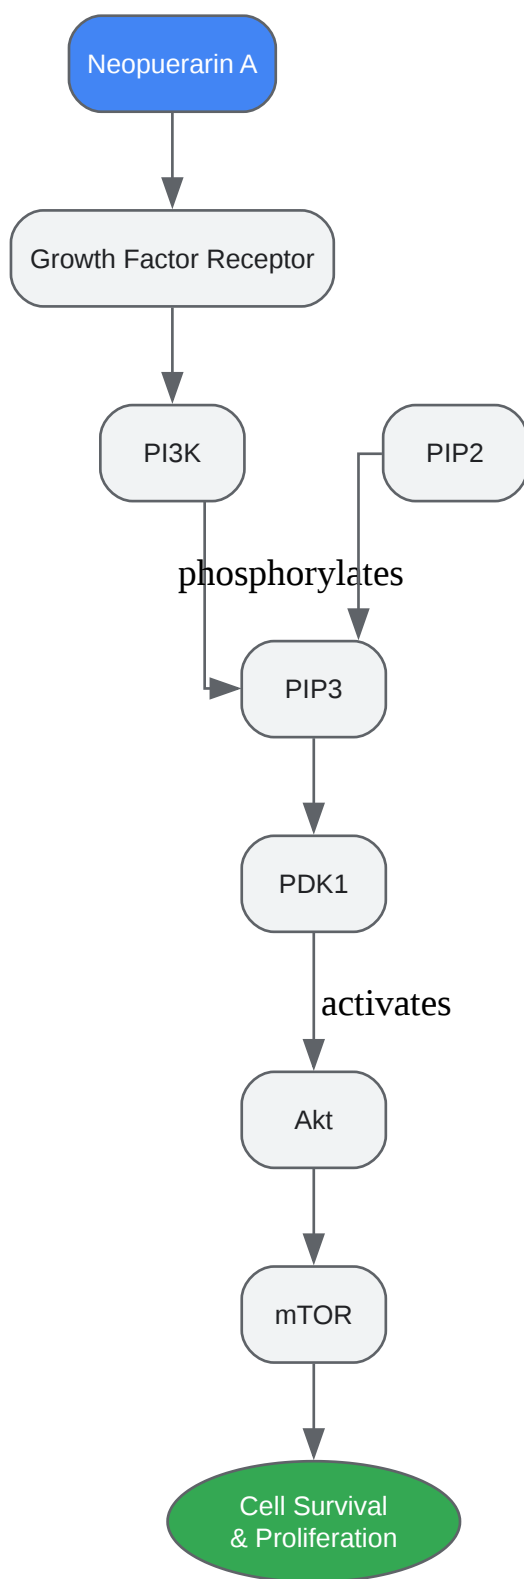 Neopuerarin A
Growth Factor Receptor
PI3K
PIP2
phosphorylates
PIP3
PDK1
activates
Akt
mTOR
Cell Survival
& Proliferation